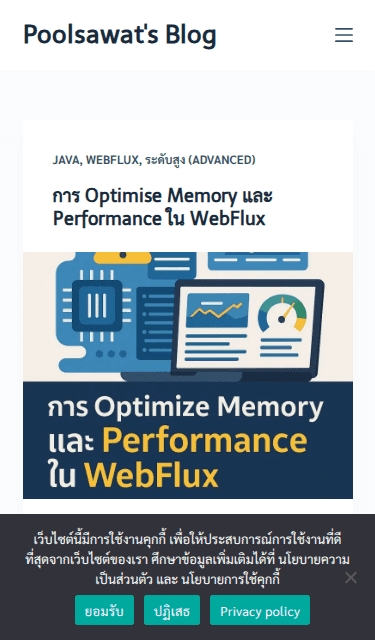 Poolsawat's Blog
JAVA, WEBFLUX, ระดับสูง (ADVANCED)
การ Optimise Memory และ
Performance ใน WebFlux
การ Optimize Memory
และ Performance
ใน WebFlux
เว็บไซต์นี้มีการใช้งานคุกกี้ เพื่อให้ประสบการณ์การใช้งานที่ดี
ที่สุดจากเว็บไซต์ของเรา ศึกษาข้อมูลเพิ่มเติมได้ที่ นโยบายความ
เป็นส่วนตัว และ นโยบายการใช้คุกกี้
ยอมรับ ปฏิเสธ Privacy policy